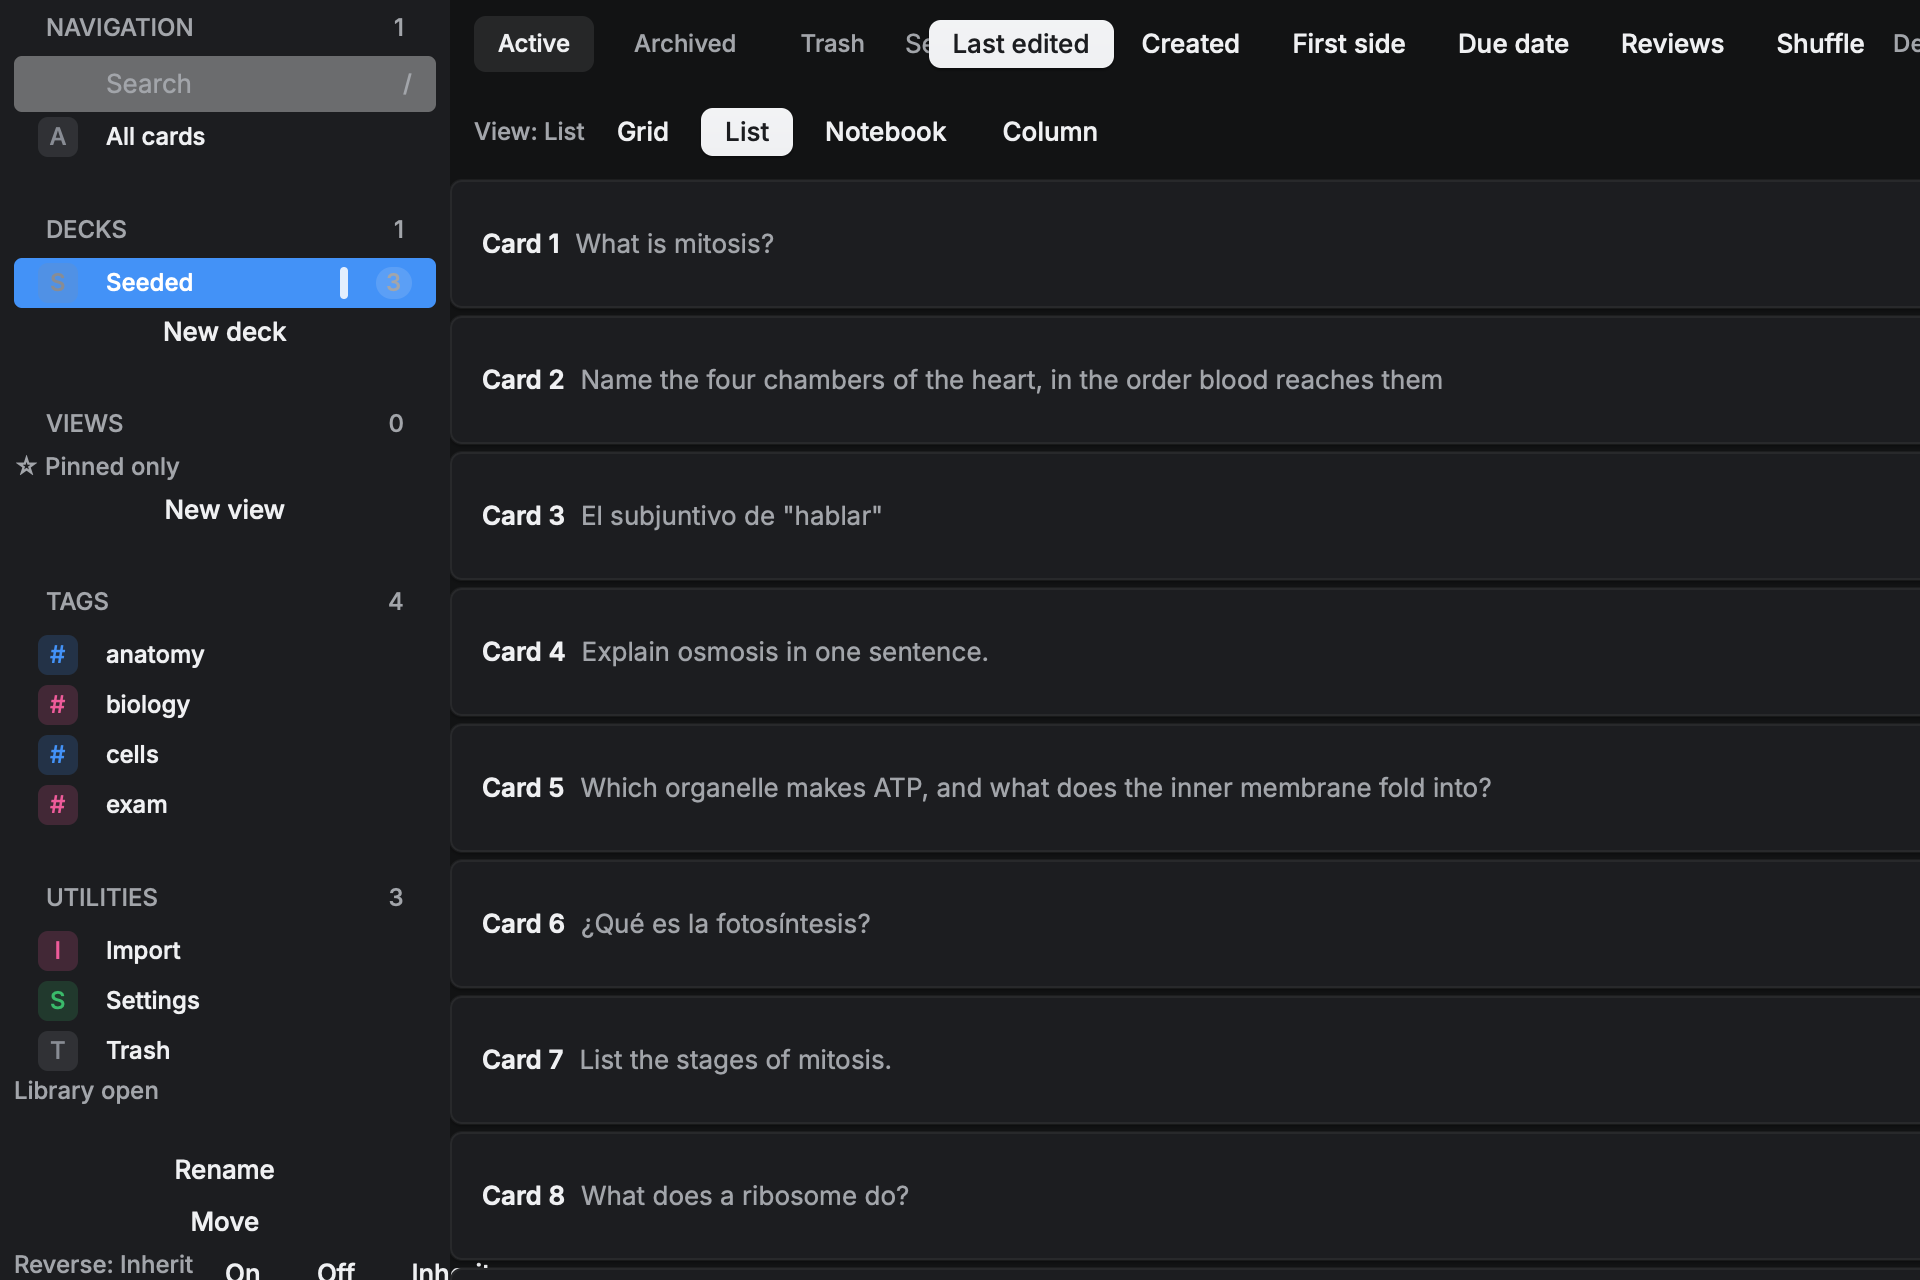 NAVIGATION 1
Search /
A All cards
DECKS 1
S Seeded 3
New deck
VIEWS 0
☆ Pinned only
New view
TAGS 4
# anatomy
# biology
# cells
# exam
UTILITIES 3
I Import
S Settings
T Trash
Library open
Rename
Move
Reverse: Inherit On Off
Active Archived Trash Last edited Created First side Due date Reviews Shuffle
View: List Grid List Notebook Column
Card 1 What is mitosis?
Card 2 Name the four chambers of the heart, in the order blood reaches them
Card 3 El subjuntivo de "hablar"
Card 4 Explain osmosis in one sentence.
Card 5 Which organelle makes ATP, and what does the inner membrane fold into?
Card 6 ¿Qué es la fotosíntesis?
Card 7 List the stages of mitosis.
Card 8 What does a ribosome do?